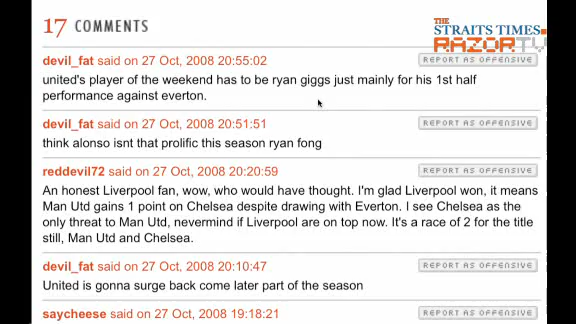 17 COMMENTS
THE
STRAITS TIMES
RAZORTV
devil_fat said on 27 Oct, 2008 20:55:02
REPORT AS OFFENSIVE
united's player of the weekend has to be ryan giggs just mainly for his 1st half
performance against everton.
devil_fat said on 27 Oct, 2008 20:51:51
REPORT AS OFFENSIVE
think alonso isnt that prolific this season ryan fong
reddevil72 said on 27 Oct, 2008 20:20:59
REPORT AS OFFENSIVE
An honest Liverpool fan, wow, who would have thought. I'm glad Liverpool won, it means
Man Utd gains 1 point on Chelsea despite drawing with Everton. I see Chelsea as the
only threat to Man Utd, nevermind if Liverpool are on top now. It's a race of 2 for the title
still, Man Utd and Chelsea.
devil_fat said on 27 Oct, 2008 20:10:47
REPORT AS OFFENSIVE
United is gonna surge back come later part of the season
saycheese said on 27 Oct, 2008 19:18:21
REPORT AS OFFENSIVE